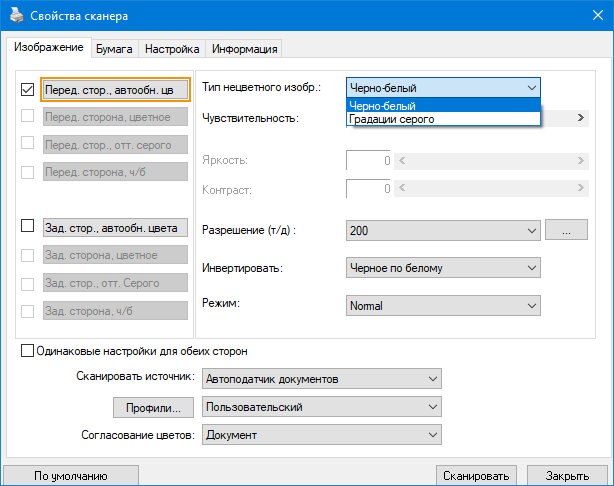 Свойства сканера
Изображение
Бумага
Настройка
Информация
Перед. стор., автообн. цв
Перед. сторона, цветное
Перед. стор., отт. серого
Перед. сторона, ч/б
Зад. стор., автообн. цвета
Зад. сторона, цветное
Зад. стор., отт. Серого
Зад. сторона, ч/б
Тип нецветного изобр.:
Черно-белый
Черно-белый
Градации серого
Чувствительность:
Яркость:
0
Контраст:
0
Разрешение (т/д) :
200
...
Инвертировать:
Черное по белому
Режим:
Normal
Одинаковые настройки для обеих сторон
Сканировать источник:
Автоподатчик документов
Профили...
Пользовательский
Согласование цветов:
Документ
По умолчанию
Сканировать
Закрыть